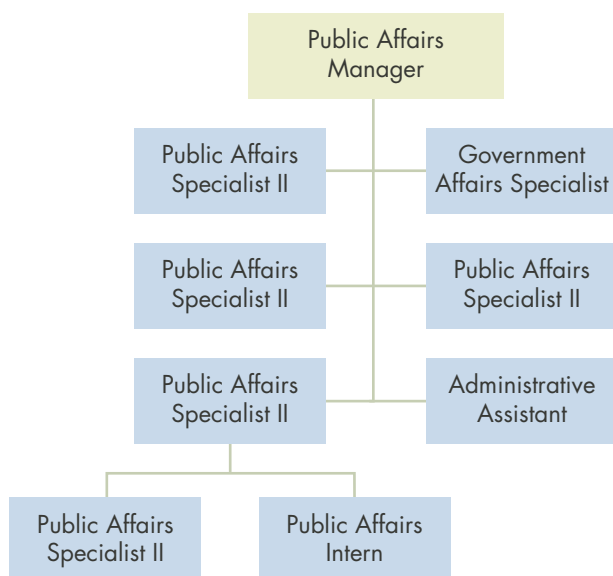 Public Affairs
Manager
Public Affairs
Specialist II
Government
Affairs Specialist
Public Affairs
Specialist II
Public Affairs
Specialist II
Public Affairs
Specialist II
Administrative
Assistant
Public Affairs
Specialist II
Public Affairs
Intern